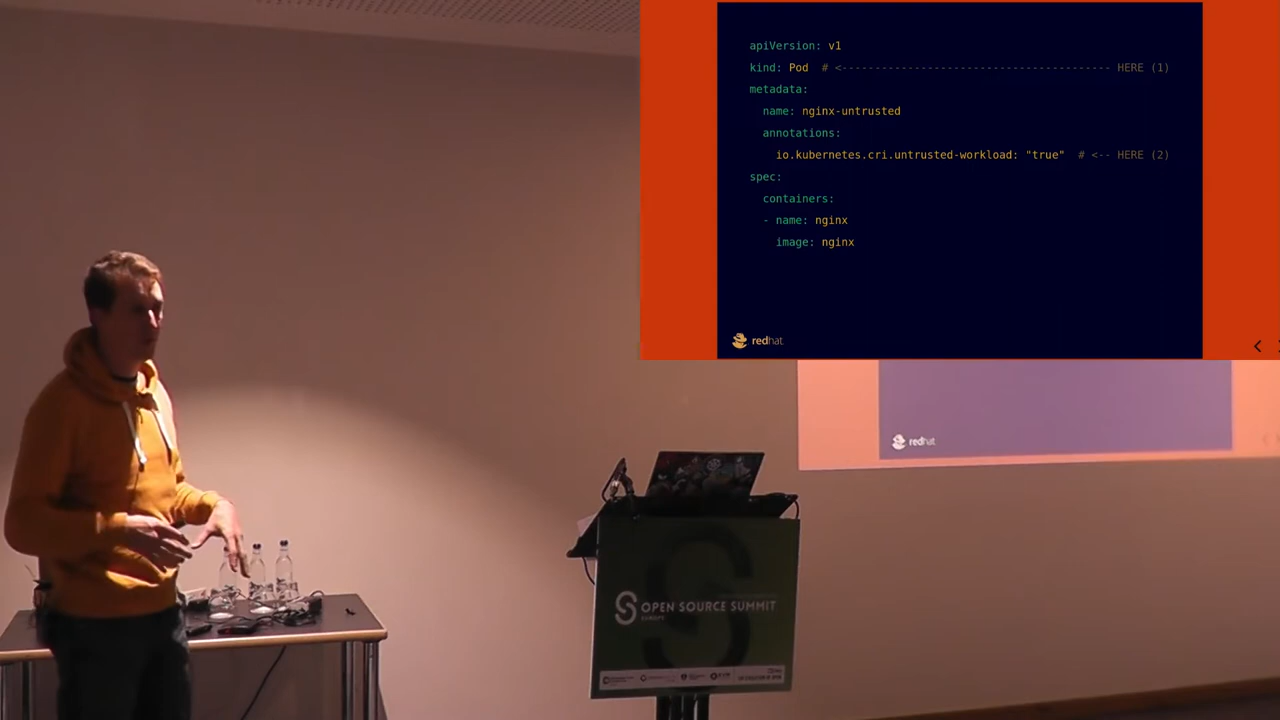 apiVersion: v1
kind: Pod  # <----------------------------------------- HERE (1)
metadata:
  name: nginx-untrusted
  annotations:
    io.kubernetes.cri.untrusted-workload: "true"  # <-- HERE (2)
spec:
  containers:
  - name: nginx
    image: nginx
redhat
redhat
OPEN SOURCE SUMMIT
EUROPE